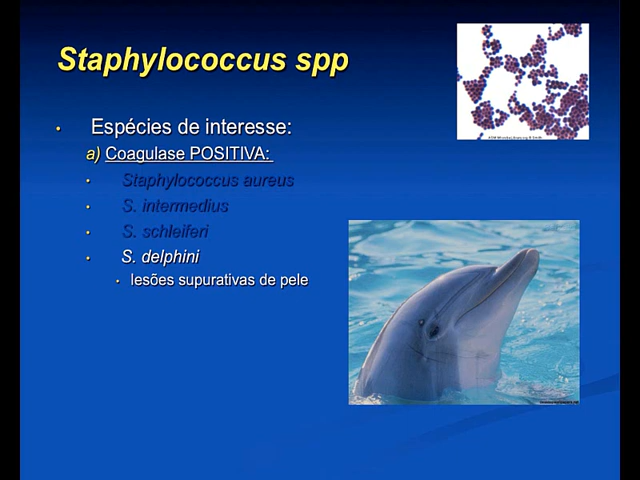 Staphylococcus spp
• Espécies de interesse:
a) Coagulase POSITIVA:
• Staphylococcus aureus
• S. intermedius
• S. schleiferi
• S. delphini
• lesões supurativas de pele